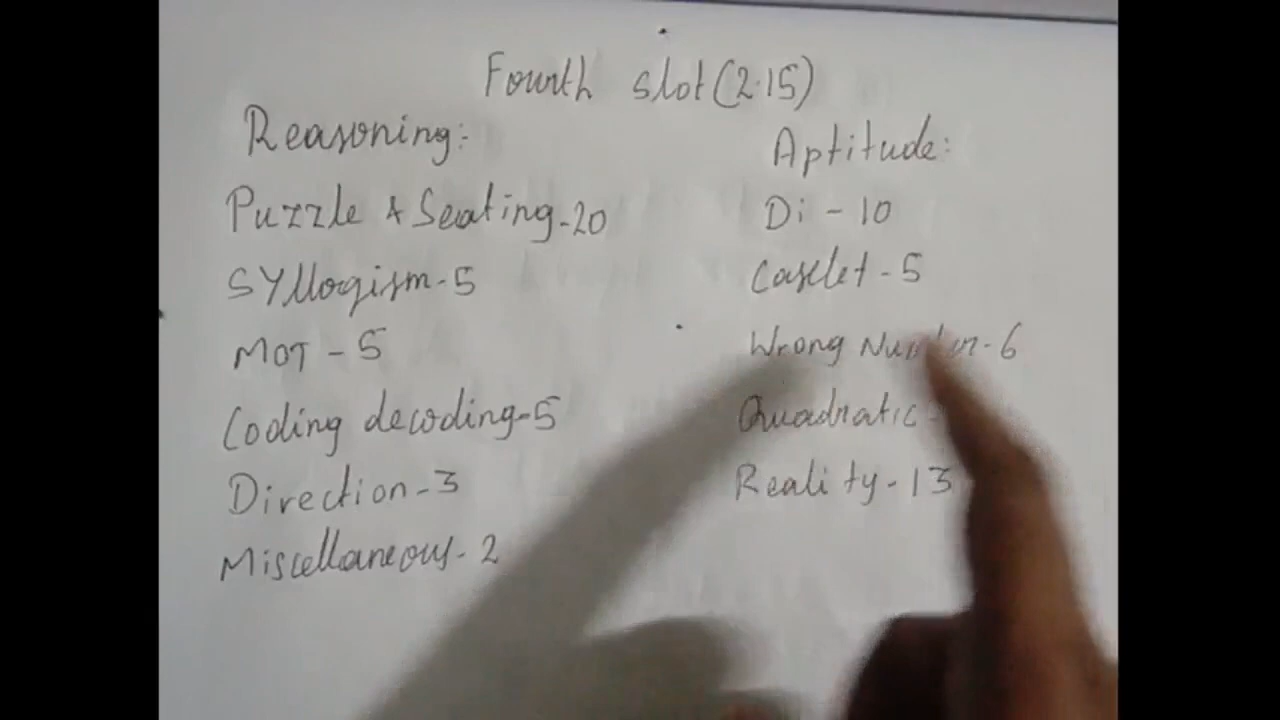 Fourth slot (2.15)
Reasoning:
Puzzle & Seating-20
SYllogism-5
MOT-5
Coding decoding-5
Direction-3
Miscellaneous-2
Aptitude:
Di-10
Caselet-5
Wrong -6
Quadratic-
Reality-13